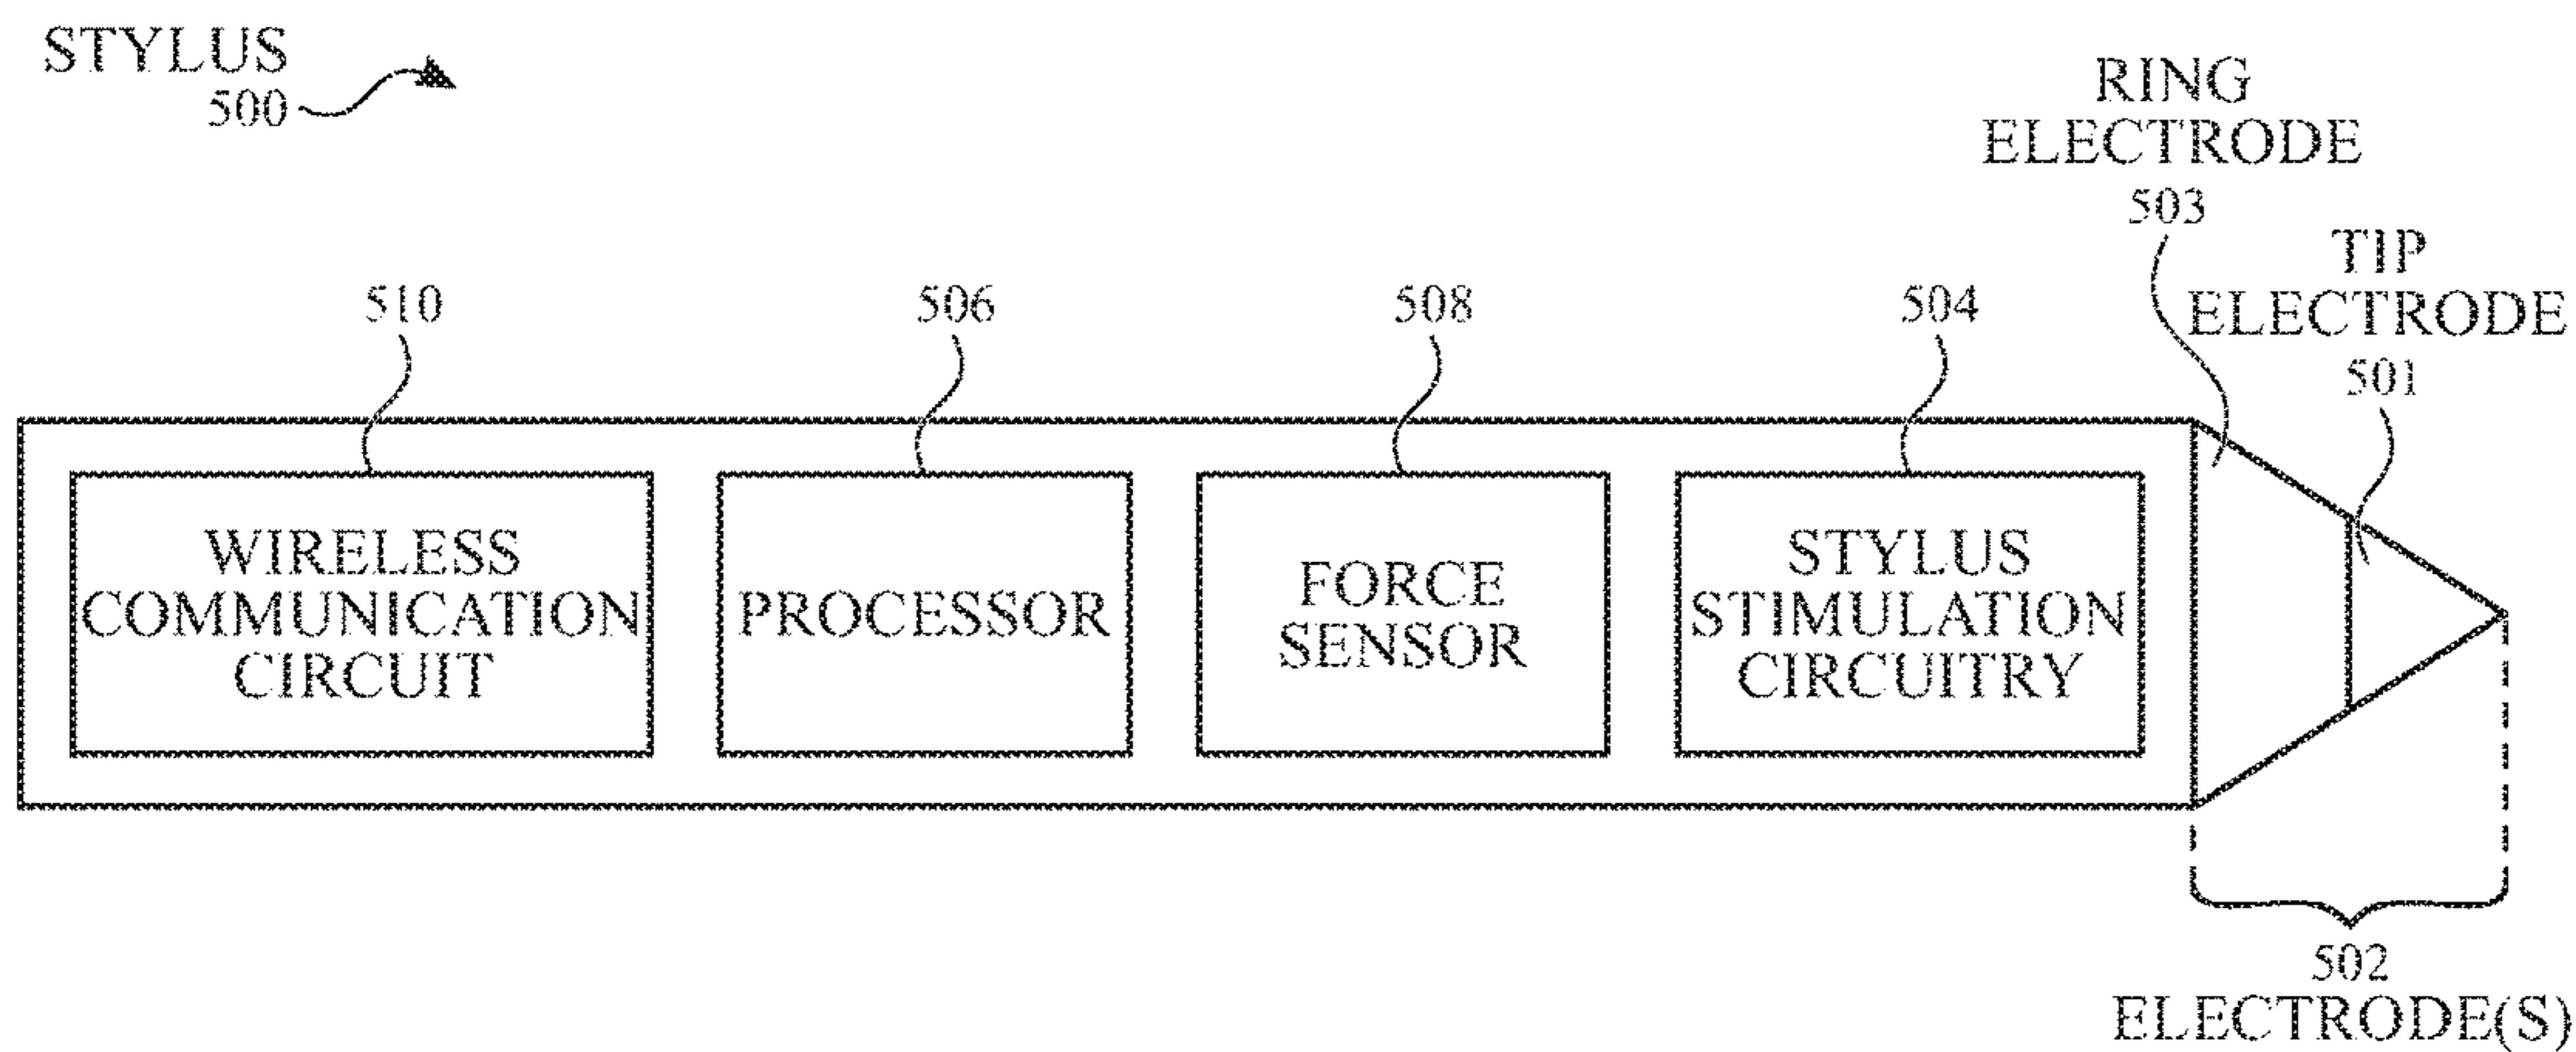 STYLUS
500
RING
ELECTRODE
503
TIP
ELECTRODE
501
510
506
508
504
WIRELESS
COMMUNICATION
CIRCUIT
PROCESSOR
FORCE
SENSOR
STYLUS
STIMULATION
CIRCUITRY
502
ELECTRODE(S)